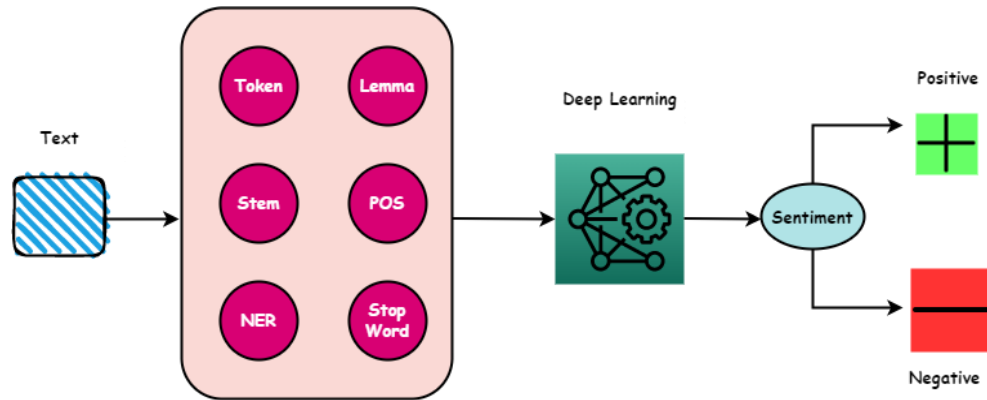 Text
Token
Lemma
Stem
POS
NER
Stop
Word
Deep Learning
Sentiment
Positive
Negative